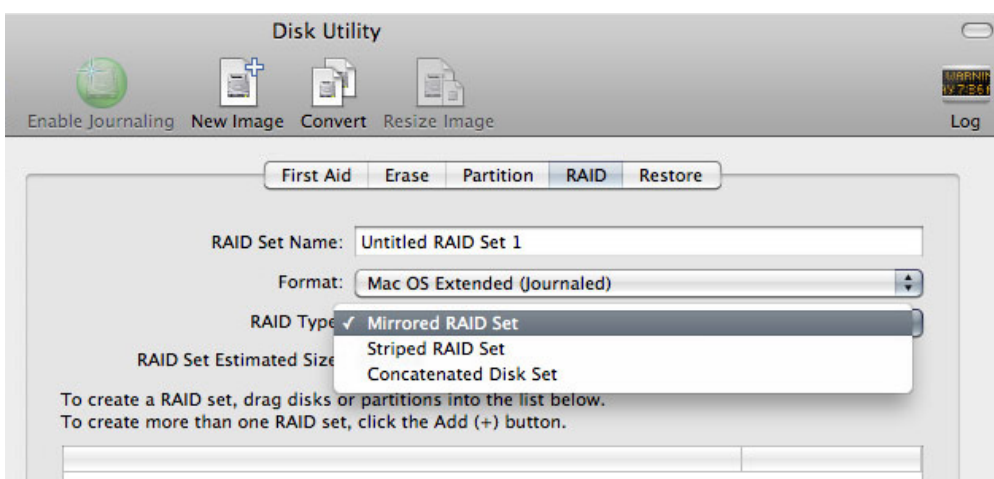 Disk Utility
Enable Journaling New Image Convert Resize Image Log
First Aid Erase Partition RAID Restore
RAID Set Name: Untitled RAID Set 1
Format: Mac OS Extended (Journaled)
RAID Type ✓ Mirrored RAID Set
Striped RAID Set
RAID Set Estimated Size
Concatenated Disk Set
To create a RAID set, drag disks or partitions into the list below.
To create more than one RAID set, click the Add (+) button.